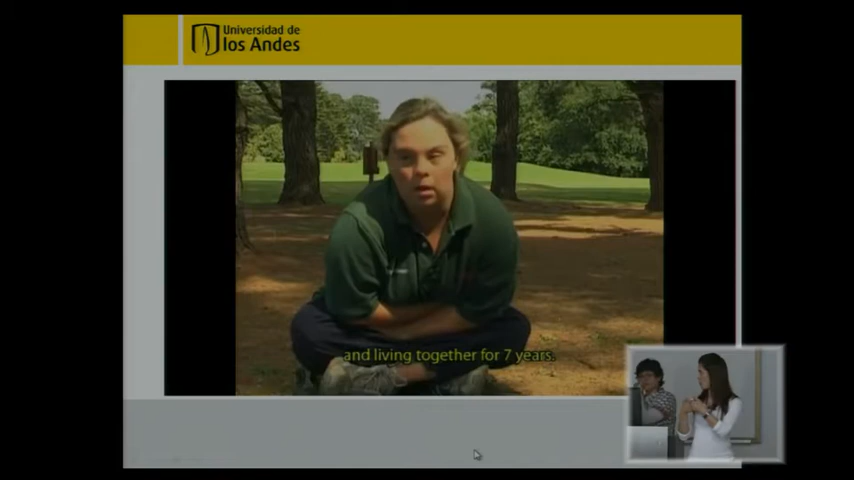 Universidad de
los Andes
and living together for 7 years.